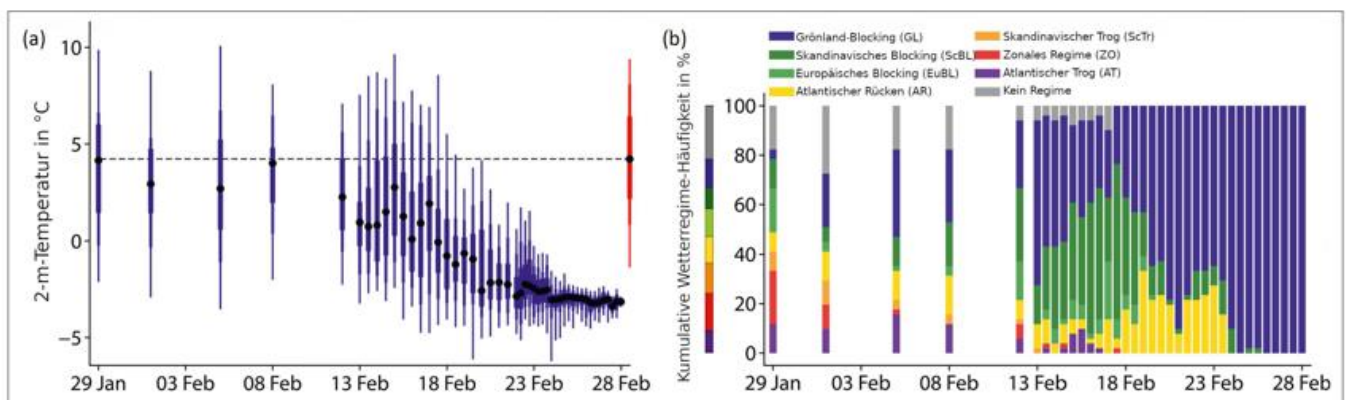 (a)
2-m-Temperatur in °C
10
5
0
−5
29 Jan 03 Feb 08 Feb 13 Feb 18 Feb 23 Feb 28 Feb
(b)
Grönland-Blocking (GL)
Skandinavisches Blocking (ScBL)
Europäisches Blocking (EuBL)
Atlantischer Rücken (AR)
Skandinavischer Trog (ScTr)
Zonales Regime (ZO)
Atlantischer Trog (AT)
Kein Regime
Kumulative Wetterregime-Häufigkeit in %
100
80
60
40
20
0
29 Jan 03 Feb 08 Feb 13 Feb 18 Feb 23 Feb 28 Feb